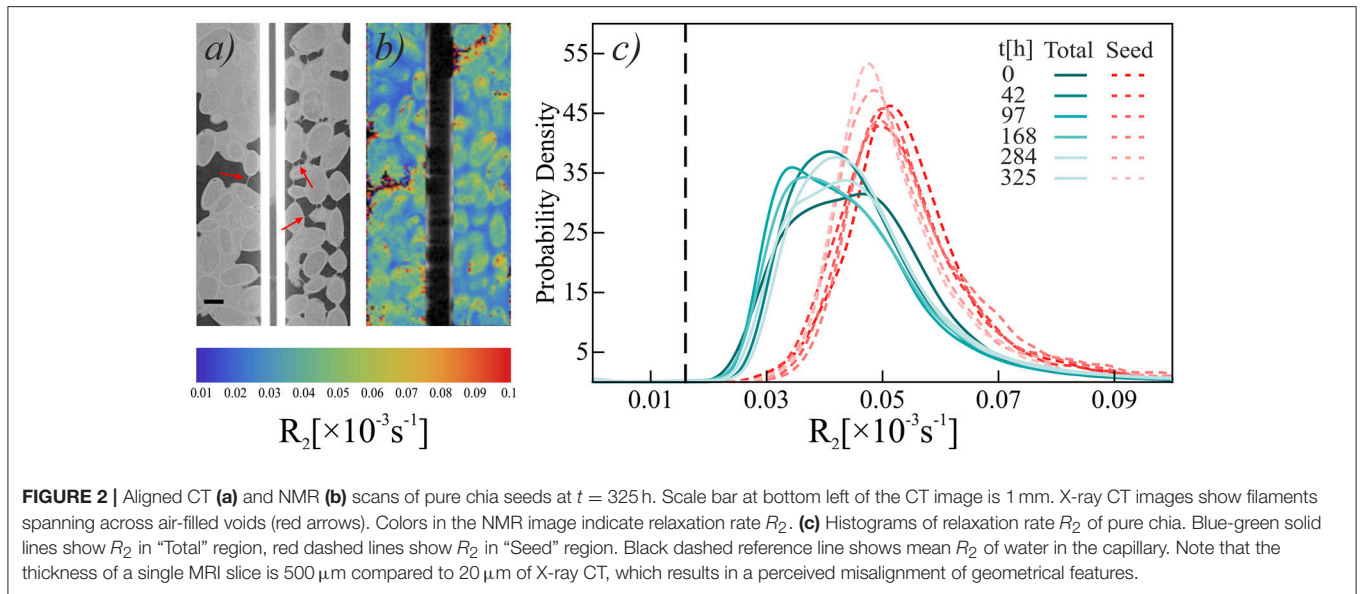 a)
b)
0.01 0.02 0.03 0.04 0.05 0.06 0.07 0.08 0.09 0.1
R₂[×10⁻³s⁻¹]
c)
t[h] Total Seed
0
42
97
168
284
325
Probability Density
55
45
35
25
15
5
0.01 0.03 0.05 0.07 0.09
R₂[×10⁻³s⁻¹]
FIGURE 2 | Aligned CT (a) and NMR (b) scans of pure chia seeds at t = 325 h. Scale bar at bottom left of the CT image is 1 mm. X-ray CT images show filaments
spanning across air-filled voids (red arrows). Colors in the NMR image indicate relaxation rate R₂. (c) Histograms of relaxation rate R₂ of pure chia. Blue-green solid
lines show R₂ in “Total” region, red dashed lines show R₂ in “Seed” region. Black dashed reference line shows mean R₂ of water in the capillary. Note that the
thickness of a single MRI slice is 500 μm compared to 20 μm of X-ray CT, which results in a perceived misalignment of geometrical features.